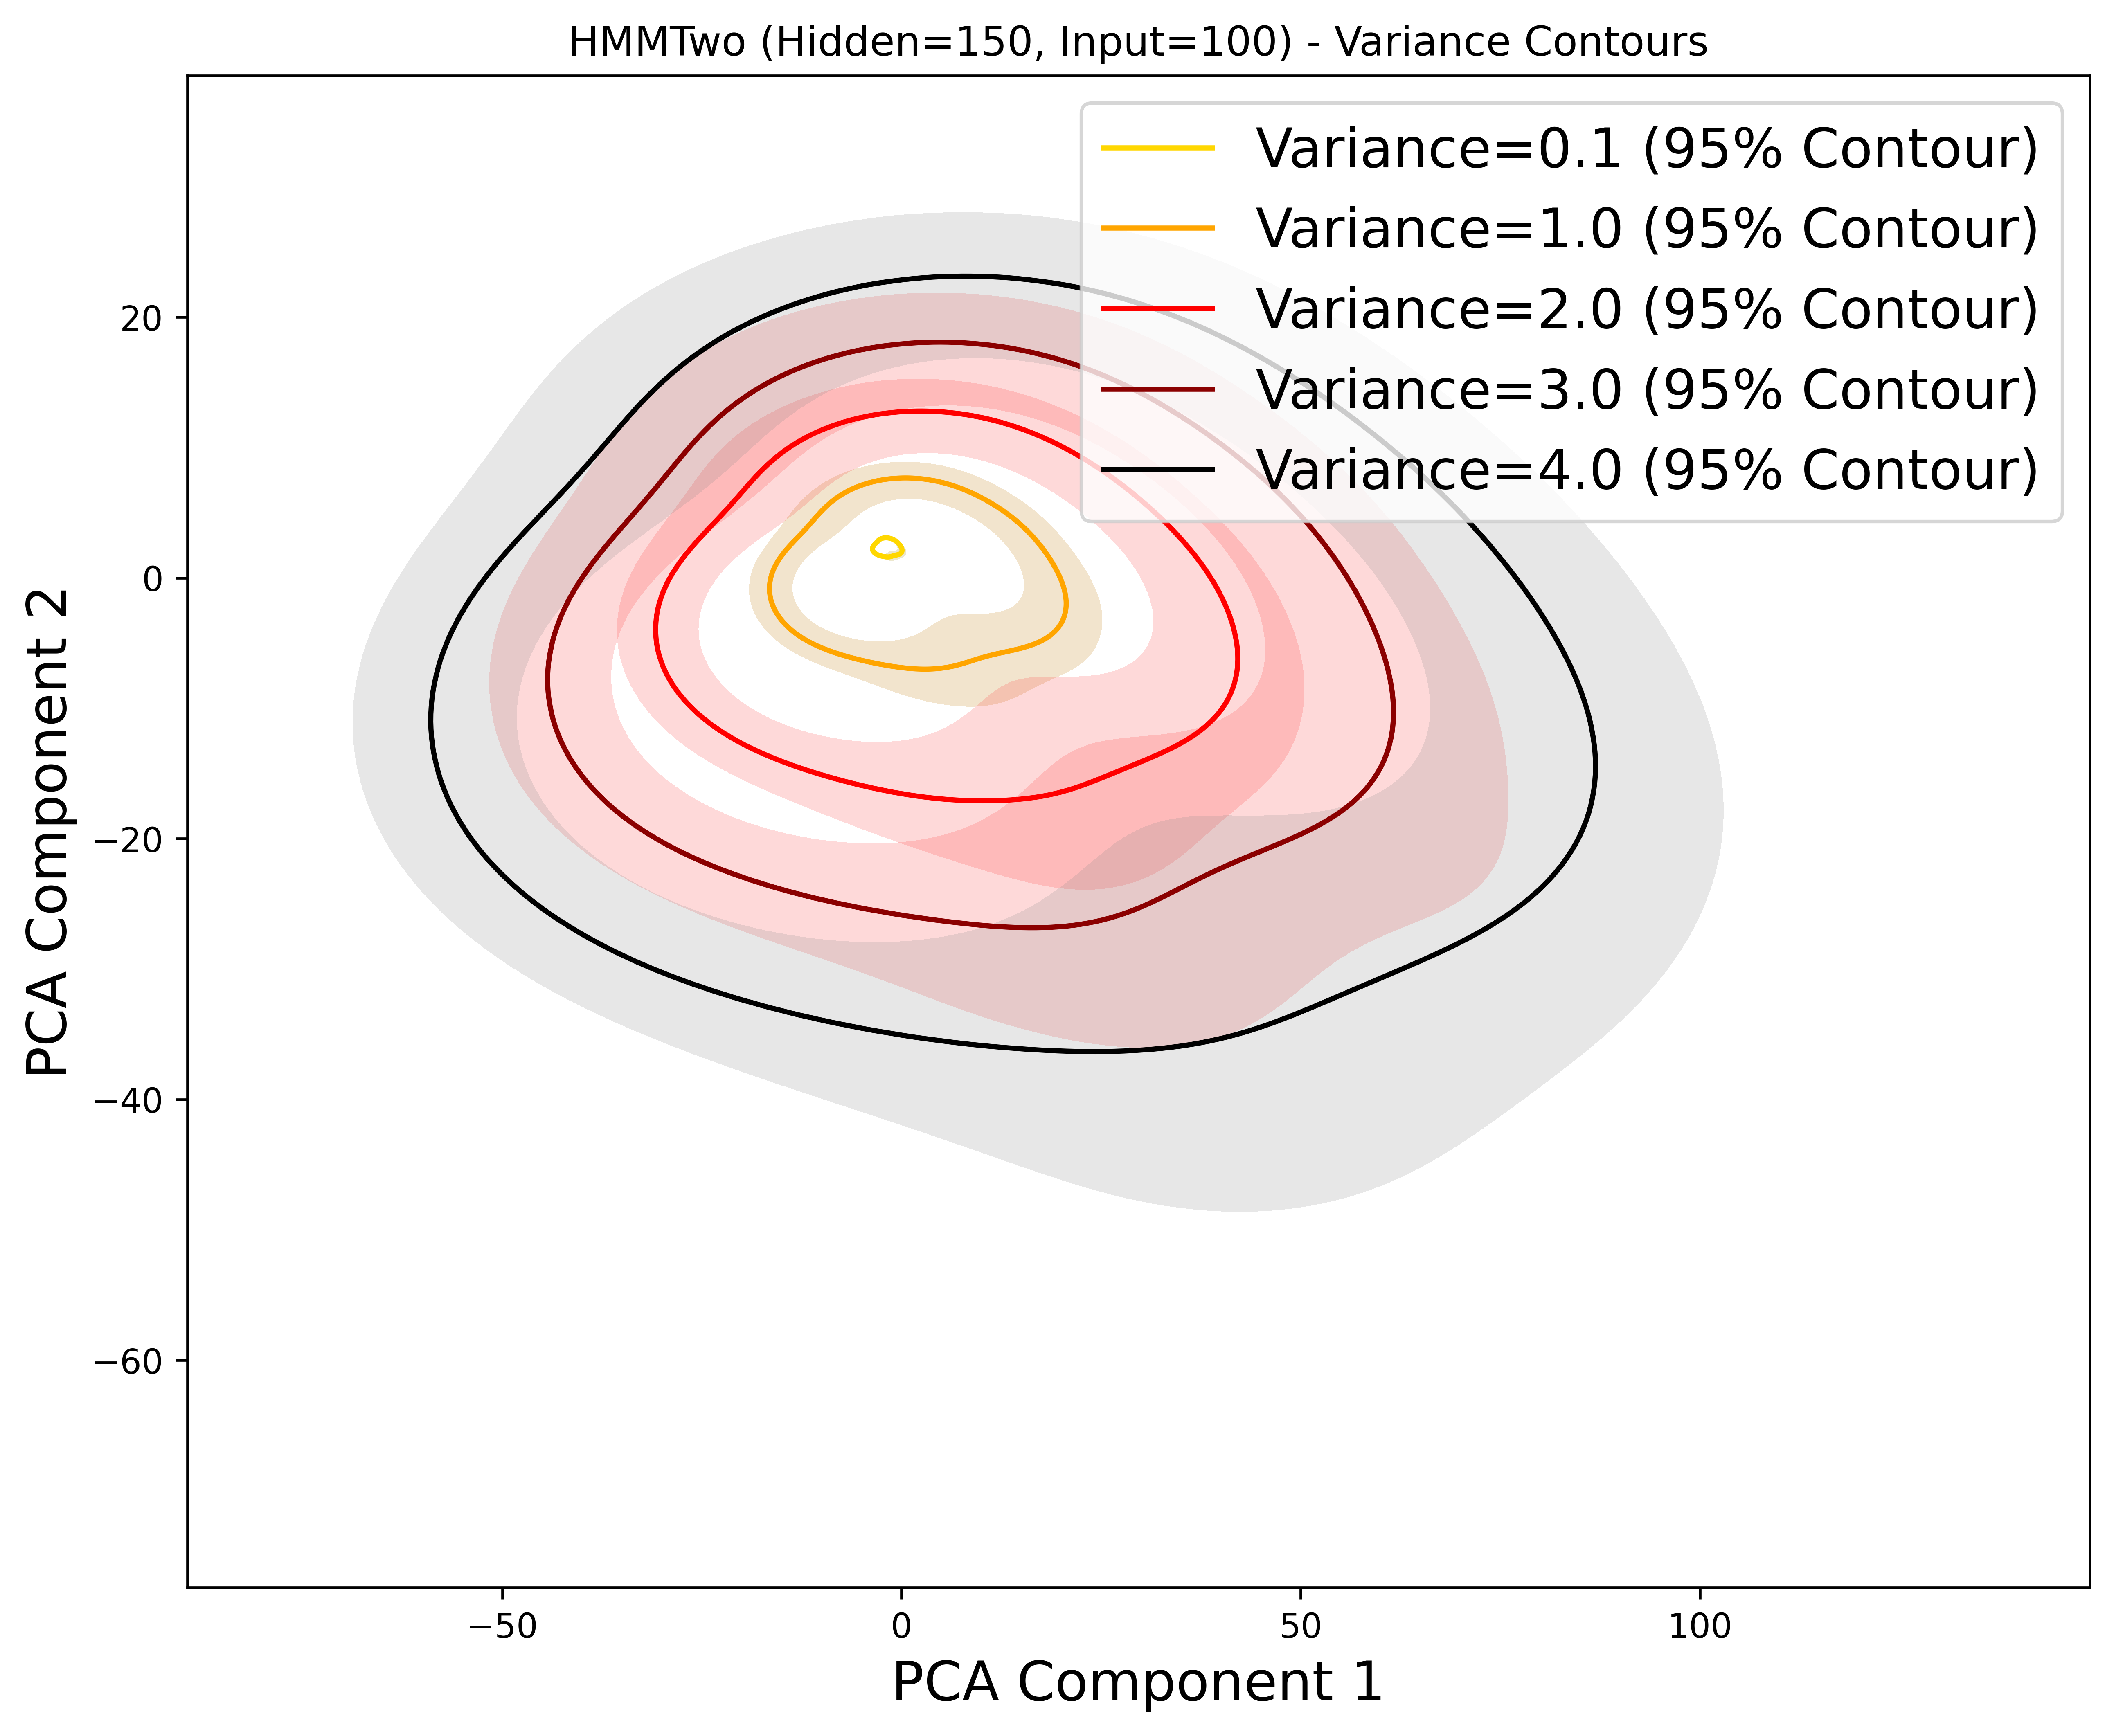 HMMTwo (Hidden=150, Input=100) - Variance Contours
Variance=0.1 (95% Contour)
Variance=1.0 (95% Contour)
Variance=2.0 (95% Contour)
Variance=3.0 (95% Contour)
Variance=4.0 (95% Contour)
PCA Component 2
20
0
−20
−40
−60
−50
0
50
100
PCA Component 1